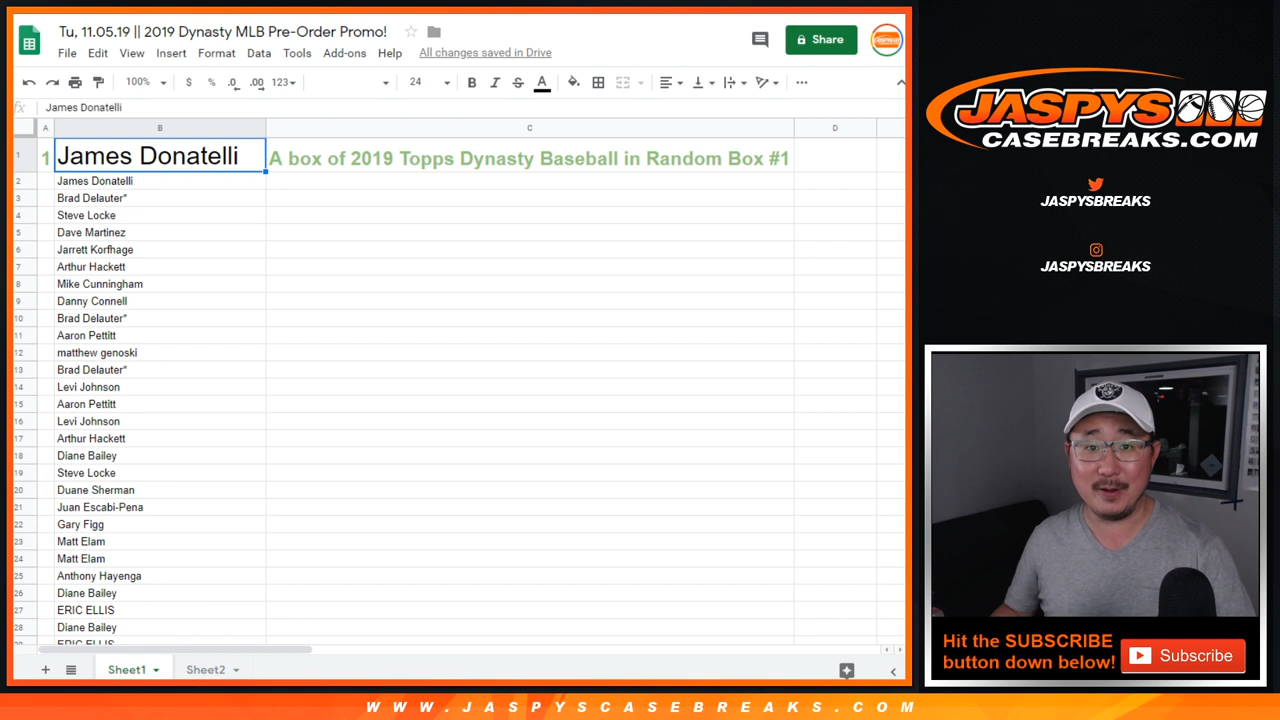 Tu, 11.05.19 || 2019 Dynasty MLB Pre-Order Promo!
File Edit View Insert Format Data Tools Add-ons Help All changes saved in Drive
Share
100% $ % .0 .00 123 24 B I S A
fx James Donatelli
A B C D
1 1 James Donatelli A box of 2019 Topps Dynasty Baseball in Random Box #1
2 James Donatelli
3 Brad Delauter"
4 Steve Locke
5 Dave Martinez
6 Jarrett Korfhage
7 Arthur Hackett
8 Mike Cunningham
9 Danny Connell
10 Brad Delauter"
11 Aaron Pettitt
12 matthew genoski
13 Brad Delauter"
14 Levi Johnson
15 Aaron Pettitt
16 Levi Johnson
17 Arthur Hackett
18 Diane Bailey
19 Steve Locke
20 Duane Sherman
21 Juan Escabi-Pena
22 Gary Figg
23 Matt Elam
24 Matt Elam
25 Anthony Hayenga
26 Diane Bailey
27 ERIC ELLIS
28 Diane Bailey
ERIC ELLIS
Sheet1 Sheet2
JASPYS
CASEBREAKS.COM
JASPYSBREAKS
JASPYSBREAKS
Hit the SUBSCRIBE
button down below!
Subscribe
WWW.JASPYSCASEBREAKS.COM